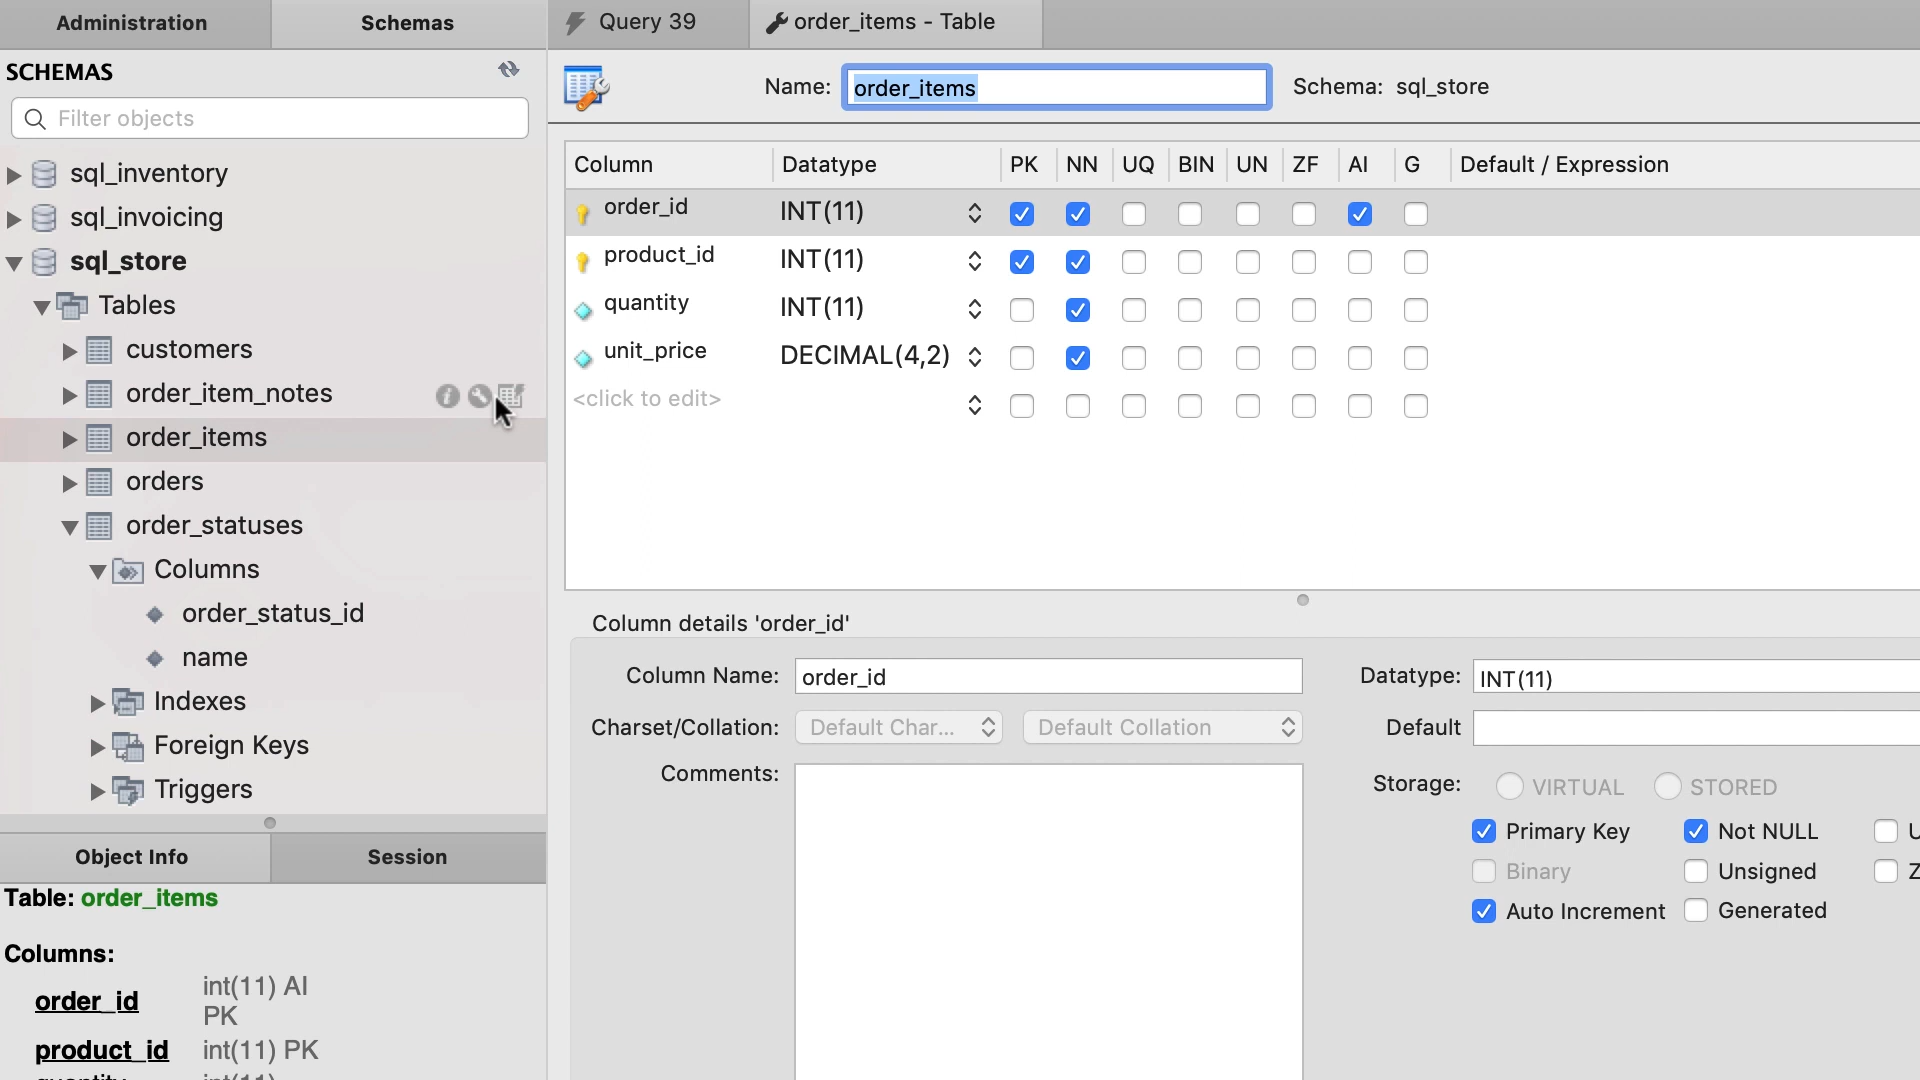 Administration
Schemas
Query 39
order_items - Table
SCHEMAS
Filter objects
sql_inventory
sql_invoicing
sql_store
Tables
customers
order_item_notes
order_items
orders
order_statuses
Columns
order_status_id
name
Indexes
Foreign Keys
Triggers
Object Info
Session
Table: order_items
Columns:
order_id int(11) AI
PK
product_id int(11) PK
Name: order_items
Schema: sql_store
Column Datatype PK NN UQ BIN UN ZF AI G Default / Expression
order_id INT(11)
product_id INT(11)
quantity INT(11)
unit_price DECIMAL(4,2)
<click to edit>
Column details 'order_id'
Column Name: order_id
Datatype: INT(11)
Charset/Collation: Default Char... Default Collation
Default
Comments:
Storage: VIRTUAL STORED
Primary Key Not NULL
Binary Unsigned
Auto Increment Generated